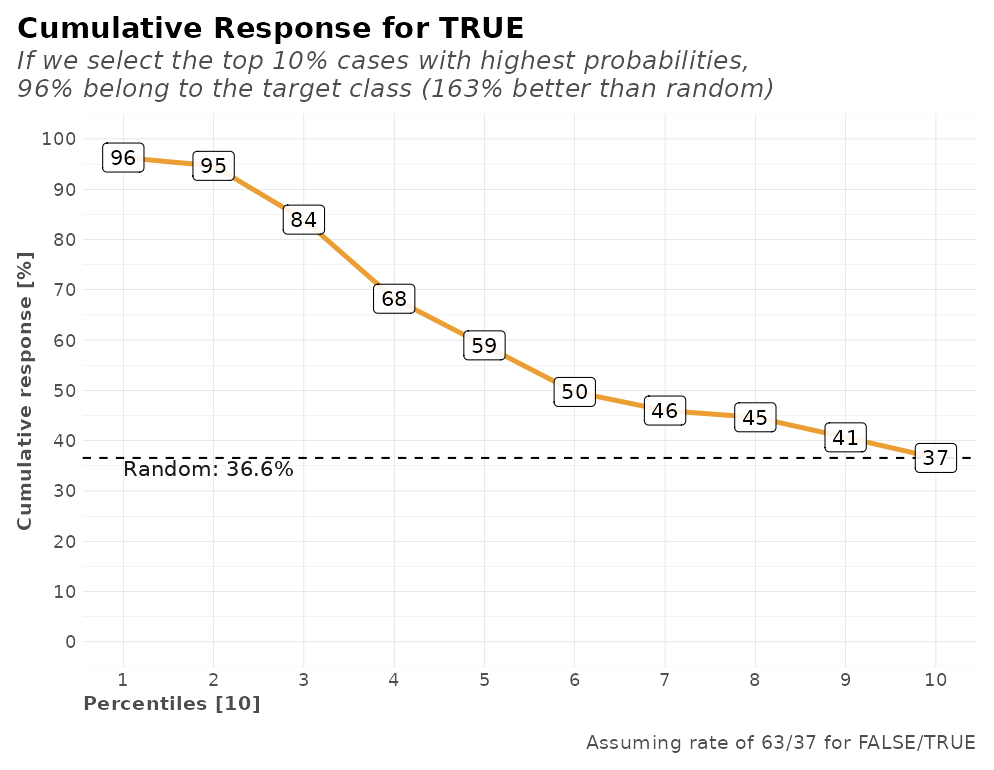 Cumulative Response for TRUE
If we select the top 10% cases with highest probabilities,
96% belong to the target class (163% better than random)
Cumulative response [%]
100
90
80
70
60
50
40
30
20
10
0
96
95
84
68
59
50
46
45
41
37
Random: 36.6%
1 2 3 4 5 6 7 8 9 10
Percentiles [10]
Assuming rate of 63/37 for FALSE/TRUE